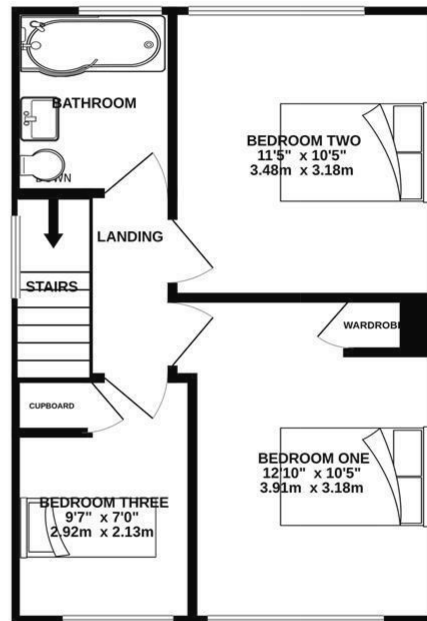 BATHROOM
BEDROOM TWO
11'5" x 10'5"
3.48m x 3.18m
DOWN
LANDING
STAIRS
WARDROBE
CUPBOARD
BEDROOM ONE
12'10" x 10'5"
3.91m x 3.18m
BEDROOM THREE
9'7" x 7'0"
2.92m x 2.13m